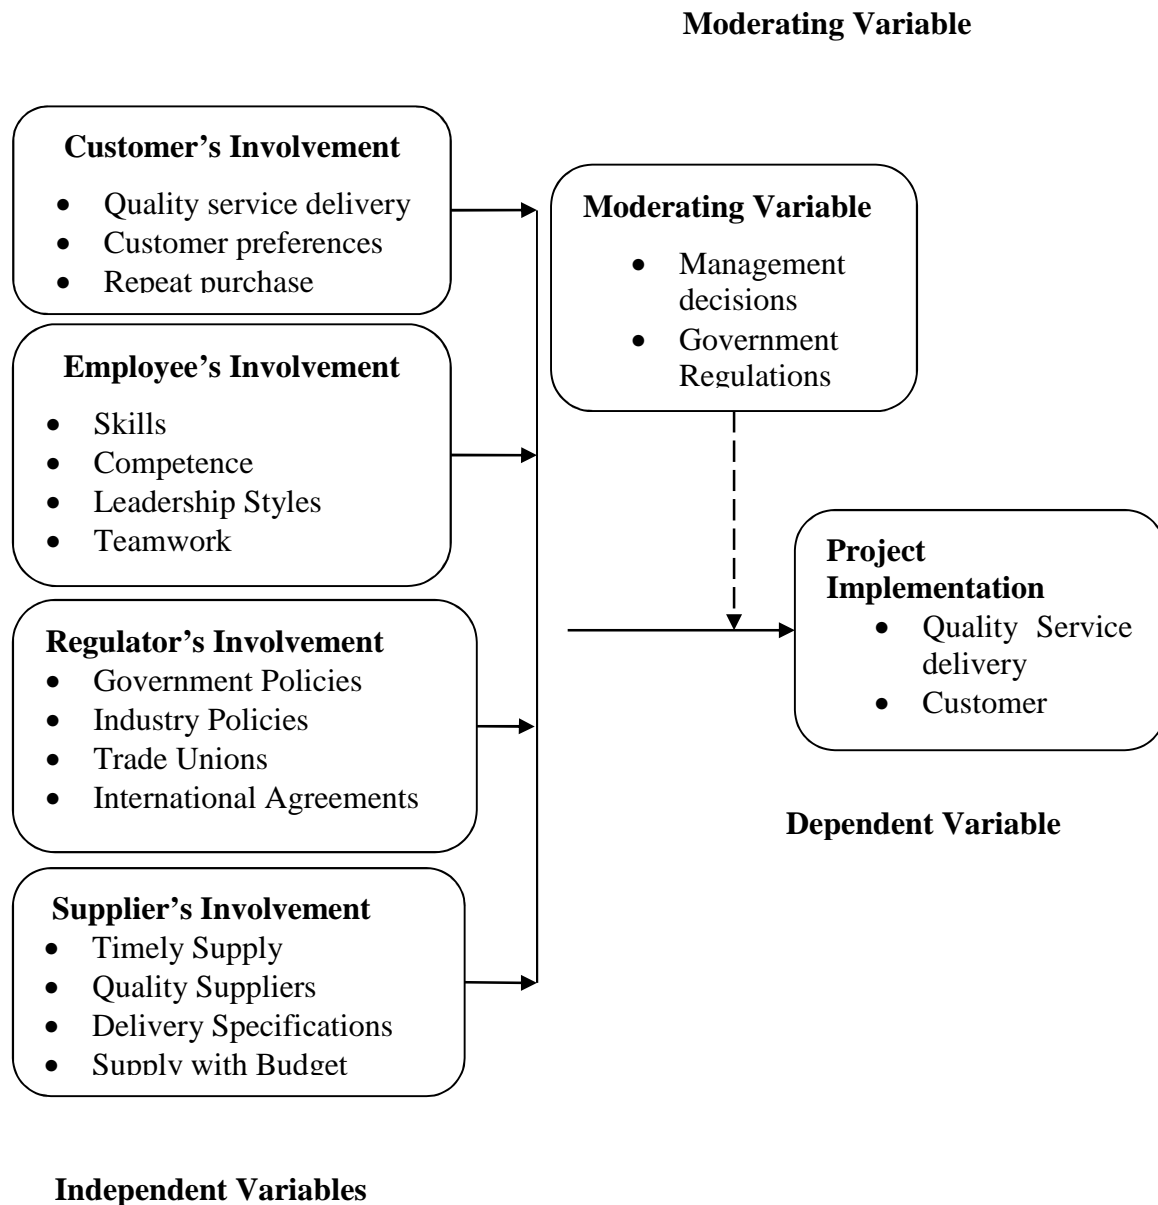 Moderating Variable
Customer’s Involvement
• Quality service delivery
• Customer preferences
• Repeat purchase
Moderating Variable
• Management
decisions
• Government
Regulations
Employee’s Involvement
• Skills
• Competence
• Leadership Styles
• Teamwork
Project
Implementation
• Quality Service
delivery
• Customer
Regulator’s Involvement
• Government Policies
• Industry Policies
• Trade Unions
• International Agreements
Dependent Variable
Supplier’s Involvement
• Timely Supply
• Quality Suppliers
• Delivery Specifications
• Supply with Budget
Independent Variables